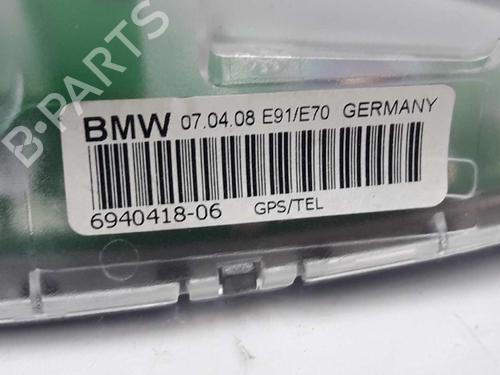 B-PARTS
BMW 07.04.08 E91/E70 GERMANY
6940418-06 GPS/TEL